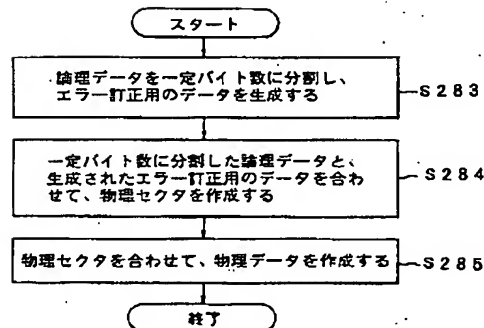 スタート
論理データを一定バイト数に分割し、
エラー訂正用のデータを生成する
S283
一定バイト数に分割した論理データと、
生成されたエラー訂正用のデータを合わ
せて、物理セクタを作成する
S284
物理セクタを合わせて、物理データを作成する
S285
終了